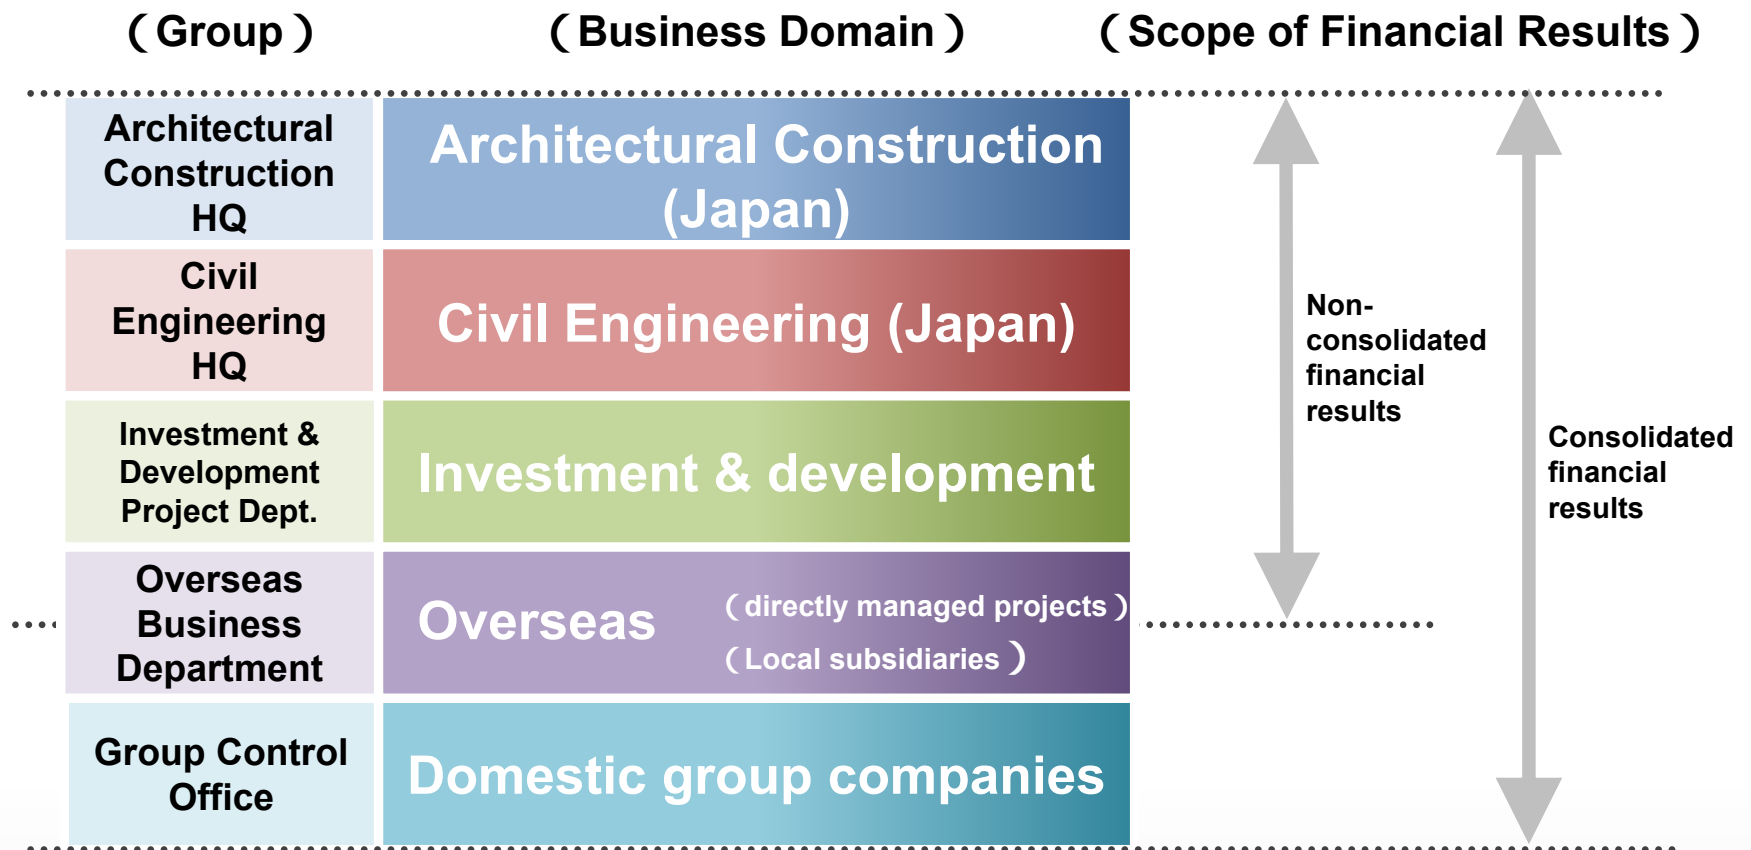 （Group）
（Business Domain）
（Scope of Financial Results）
Architectural
Construction
HQ
Architectural Construction
(Japan)
Civil
Engineering
HQ
Civil Engineering (Japan)
Investment &
Development
Project Dept.
Investment & development
Overseas
Business
Department
Overseas
（directly managed projects）
（Local subsidiaries）
Group Control
Office
Domestic group companies
Non-
consolidated
financial
results
Consolidated
financial
results